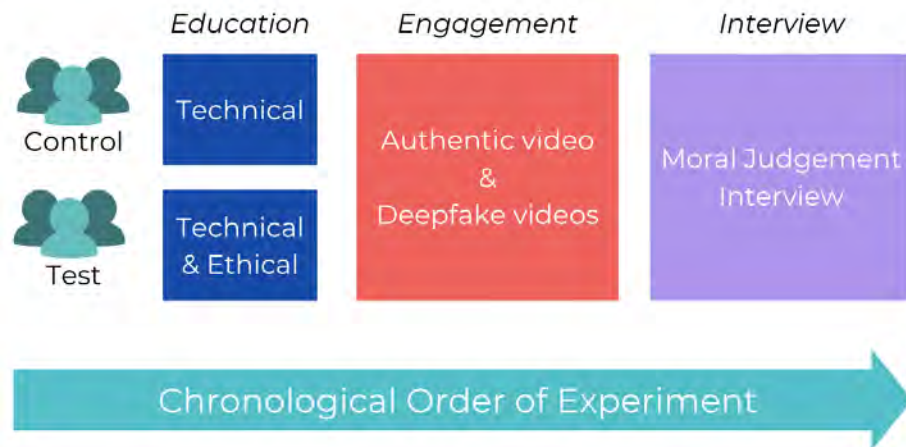 Education
Engagement
Interview
Control
Technical
Test
Technical
& Ethical
Authentic video
&
Deepfake videos
Moral Judgement
Interview
Chronological Order of Experiment